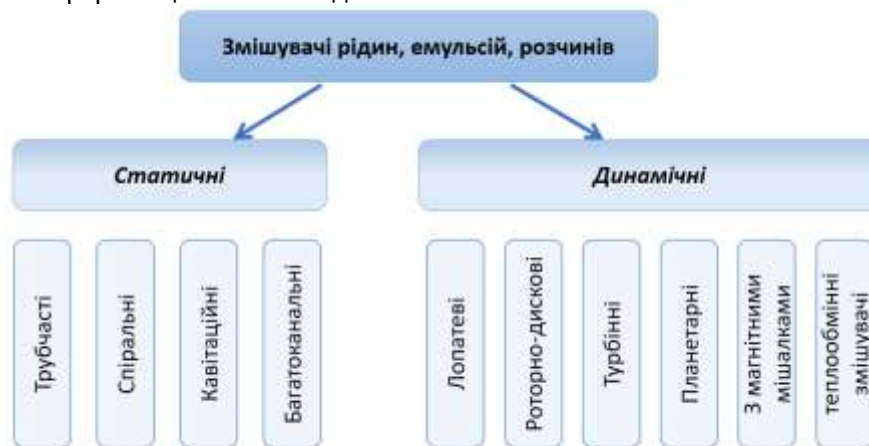 Змішувачі рідин, емульсій, розчинів
Статичні
Динамічні
Трубчасті
Спіральні
Кавітаційні
Багатоканальні
Лопатеві
Роторно-дискові
Турбінні
Планетарні
З магнітними
мішалками
теплообмінні
змішувачі